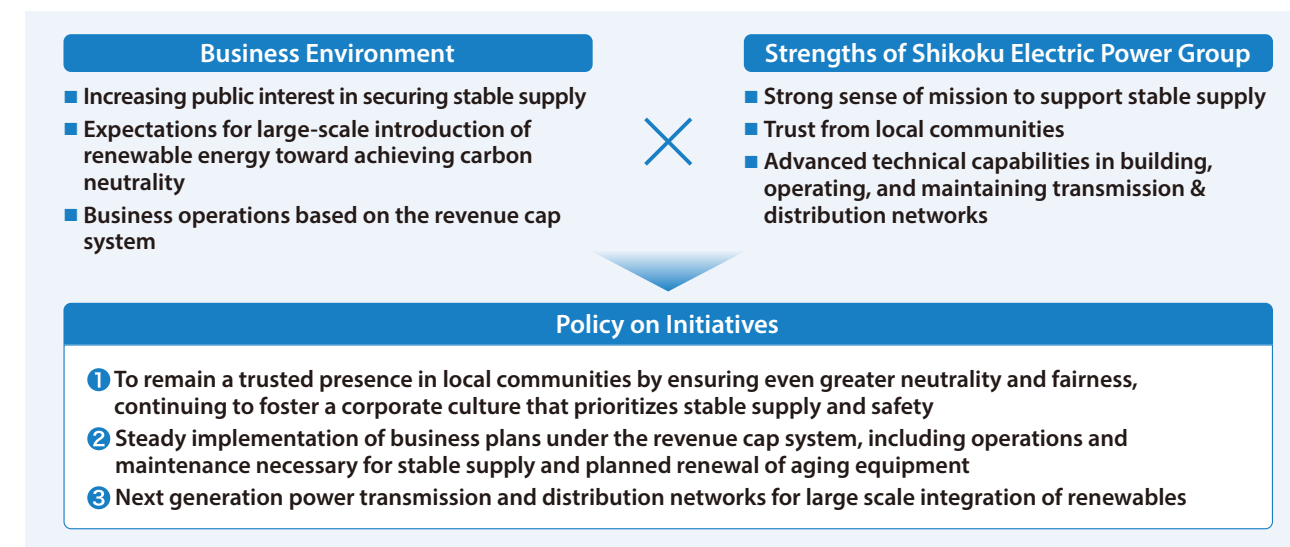 Business Environment
■ Increasing public interest in securing stable supply
■ Expectations for large-scale introduction of
renewable energy toward achieving carbon
neutrality
■ Business operations based on the revenue cap
system
×
Strengths of Shikoku Electric Power Group
■ Strong sense of mission to support stable supply
■ Trust from local communities
■ Advanced technical capabilities in building,
operating, and maintaining transmission &
distribution networks
Policy on Initiatives
❶ To remain a trusted presence in local communities by ensuring even greater neutrality and fairness,
continuing to foster a corporate culture that prioritizes stable supply and safety
❷ Steady implementation of business plans under the revenue cap system, including operations and
maintenance necessary for stable supply and planned renewal of aging equipment
❸ Next generation power transmission and distribution networks for large scale integration of renewables